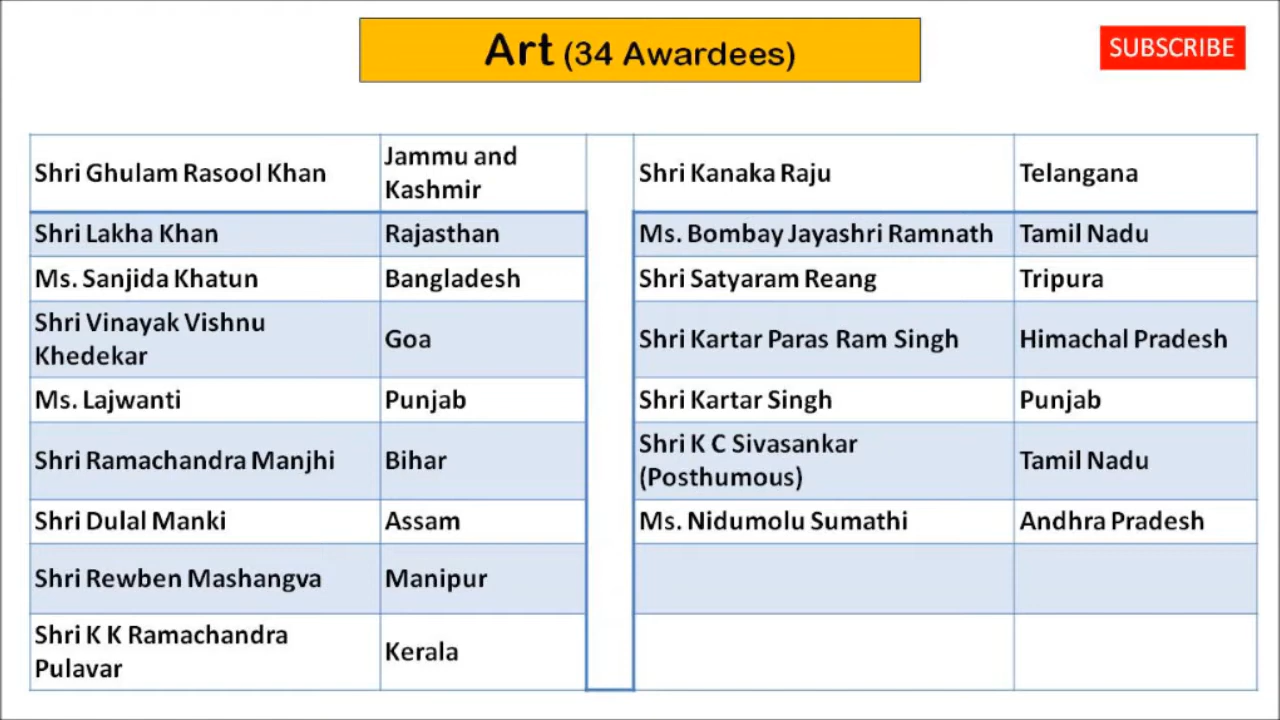 Art (34 Awardees)
SUBSCRIBE
Shri Ghulam Rasool Khan
Jammu and
Kashmir
Shri Kanaka Raju
Telangana
Shri Lakha Khan
Rajasthan
Ms. Bombay Jayashri Ramnath
Tamil Nadu
Ms. Sanjida Khatun
Bangladesh
Shri Satyaram Reang
Tripura
Shri Vinayak Vishnu
Khedekar
Goa
Shri Kartar Paras Ram Singh
Himachal Pradesh
Ms. Lajwanti
Punjab
Shri Kartar Singh
Punjab
Shri Ramachandra Manjhi
Bihar
Shri K C Sivasankar
(Posthumous)
Tamil Nadu
Shri Dulal Manki
Assam
Ms. Nidumolu Sumathi
Andhra Pradesh
Shri Rewben Mashangva
Manipur
Shri K K Ramachandra
Pulavar
Kerala